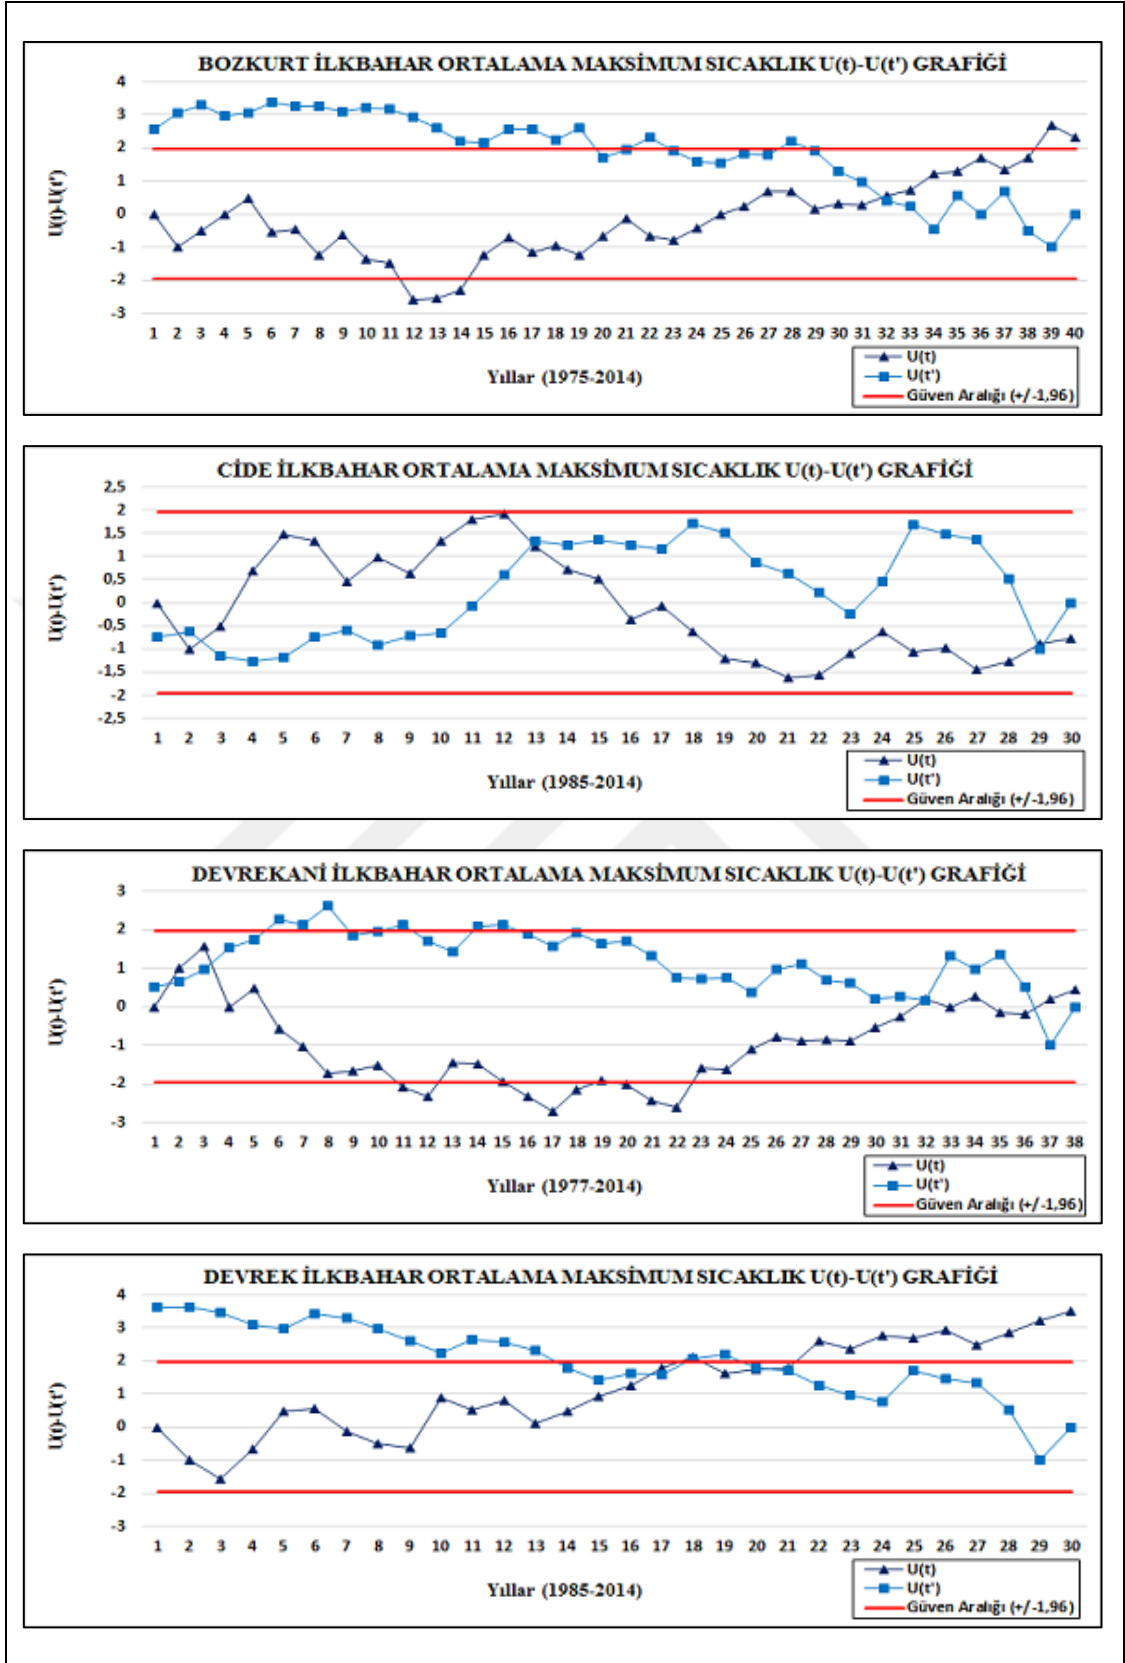 BOZKURT İLKBAHAR ORTALAMA MAKSİMUM SICAKLIK U(t)-U(t') GRAFİĞİ
4
3
2
1
0
-1
-2
-3
U(t)-U(t')
1 2 3 4 5 6 7 8 9 10 11 12 13 14 15 16 17 18 19 20 21 22 23 24 25 26 27 28 29 30 31 32 33 34 35 36 37 38 39 40
Yıllar (1975-2014)
U(t)
U(t')
Güven Aralığı (+/-1,96)
CİDE İLKBAHAR ORTALAMA MAKSİMUM SICAKLIK U(t)-U(t') GRAFİĞİ
2,5
2
1,5
1
0,5
0
-0,5
-1
-1,5
-2
-2,5
U(t)-U(t')
1 2 3 4 5 6 7 8 9 10 11 12 13 14 15 16 17 18 19 20 21 22 23 24 25 26 27 28 29 30
Yıllar (1985-2014)
U(t)
U(t')
Güven Aralığı (+/-1,96)
DEVREKANİ İLKBAHAR ORTALAMA MAKSİMUM SICAKLIK U(t)-U(t') GRAFİĞİ
3
2
1
0
-1
-2
-3
U(t)-U(t')
1 2 3 4 5 6 7 8 9 10 11 12 13 14 15 16 17 18 19 20 21 22 23 24 25 26 27 28 29 30 31 32 33 34 35 36 37 38
Yıllar (1977-2014)
U(t)
U(t')
Güven Aralığı (+/-1,96)
DEVREK İLKBAHAR ORTALAMA MAKSİMUM SICAKLIK U(t)-U(t') GRAFİĞİ
4
3
2
1
0
-1
-2
-3
U(t)-U(t')
1 2 3 4 5 6 7 8 9 10 11 12 13 14 15 16 17 18 19 20 21 22 23 24 25 26 27 28 29 30
Yıllar (1985-2014)
U(t)
U(t')
Güven Aralığı (+/-1,96)